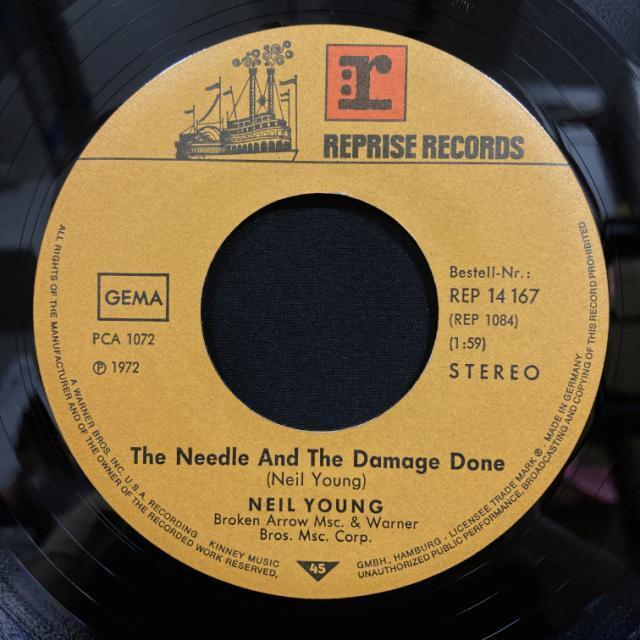 r
REPRISE RECORDS
GEMA
PCA 1072
℗ 1972
Bestell-Nr.:
REP 14 167
(REP 1084)
(1:59)
STEREO
The Needle And The Damage Done
(Neil Young)
NEIL YOUNG
Broken Arrow Msc. & Warner
Bros. Msc. Corp.
45
ALL RIGHTS OF THE MANUFACTURER AND OF THE OWNER OF THE RECORDED WORK RESERVED, UNAUTHORIZED PUBLIC PERFORMANCE, BROADCASTING AND COPYING OF THIS RECORD PROHIBITED
A WARNER BROS. INC. U.S.A. RECORDING KINNEY MUSIC GMBH., HAMBURG · LICENSEE TRADE MARK ® · MADE IN GERMANY